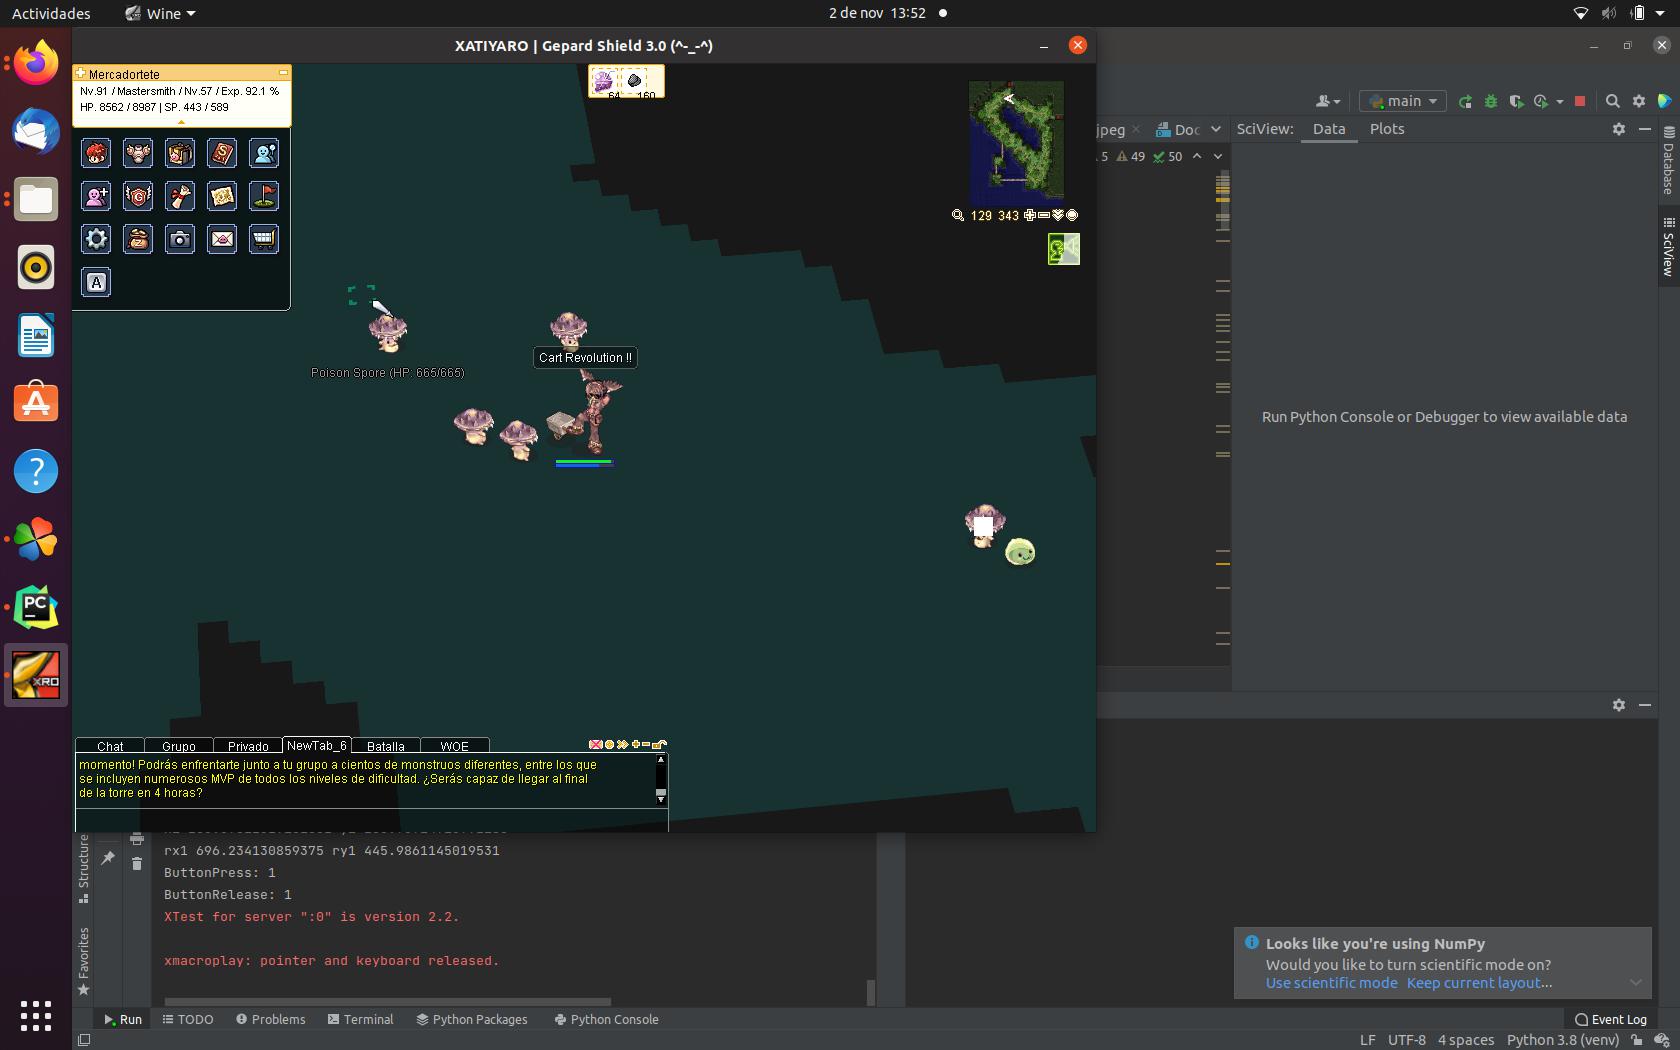 Actividades
Wine
2 de nov 13:52
XATIYARO | Gepard Shield 3.0 (^-_-^)
Mercadortete
Nv.91 / Mastersmith / Nv.57 / Exp. 92.1 %
HP. 8562 / 8987 | SP. 443 / 589
64 160
129 343
main
jpeg
Doc
SciView:
Data
Plots
5 49 50
Database
SciView
Run Python Console or Debugger to view available data
Cart Revolution !!
Poison Spore (HP: 665/665)
A
PC
XRO
Chat
Grupo
Privado
NewTab_6
Batalla
WOE
momento! Podrás enfrentarte junto a tu grupo a cientos de monstruos diferentes, entre los que
se incluyen numerosos MVP de todos los niveles de dificultad. ¿Serás capaz de llegar al final
de la torre en 4 horas?
rx1 696.234130859375 ry1 445.9861145019531
ButtonPress: 1
ButtonRelease: 1
XTest for server ":0" is version 2.2.
xmacroplay: pointer and keyboard released.
Structure
Favorites
Looks like you're using NumPy
Would you like to turn scientific mode on?
Use scientific mode Keep current layout...
Run
TODO
Problems
Terminal
Python Packages
Python Console
Event Log
LF UTF-8 4 spaces Python 3.8 (venv)